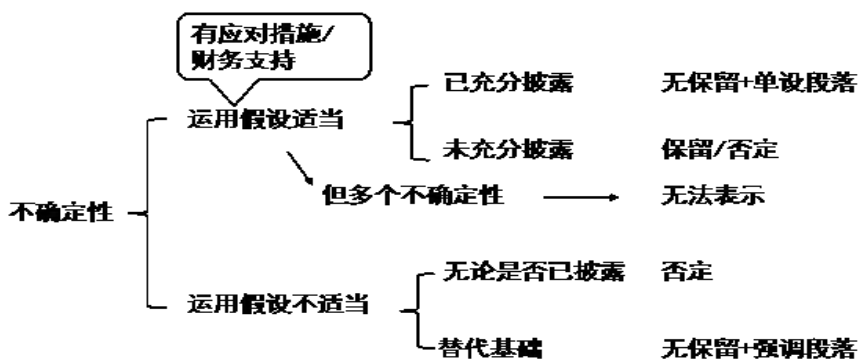 有应对措施/
财务支持
已充分披露 无保留+单设段落
运用假设适当
未充分披露 保留/否定
但多个不确定性 无法表示
不确定性
无论是否已披露 否定
运用假设不适当
替代基础 无保留+强调段落